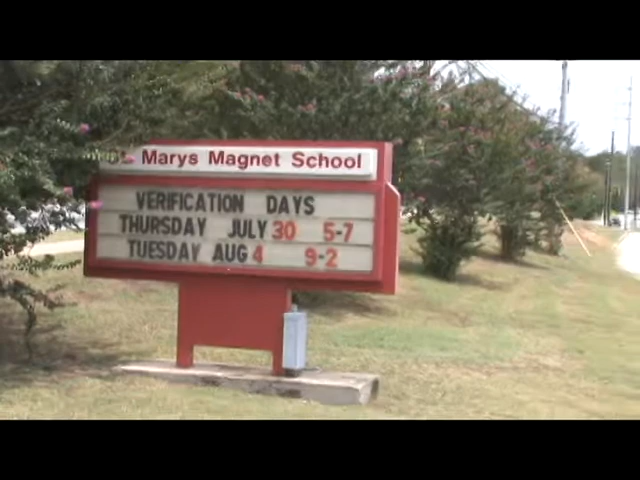 Marys Magnet School
VERIFICATION DAYS
THURSDAY JULY 30 5-7
TUESDAY AUG 4 9-2